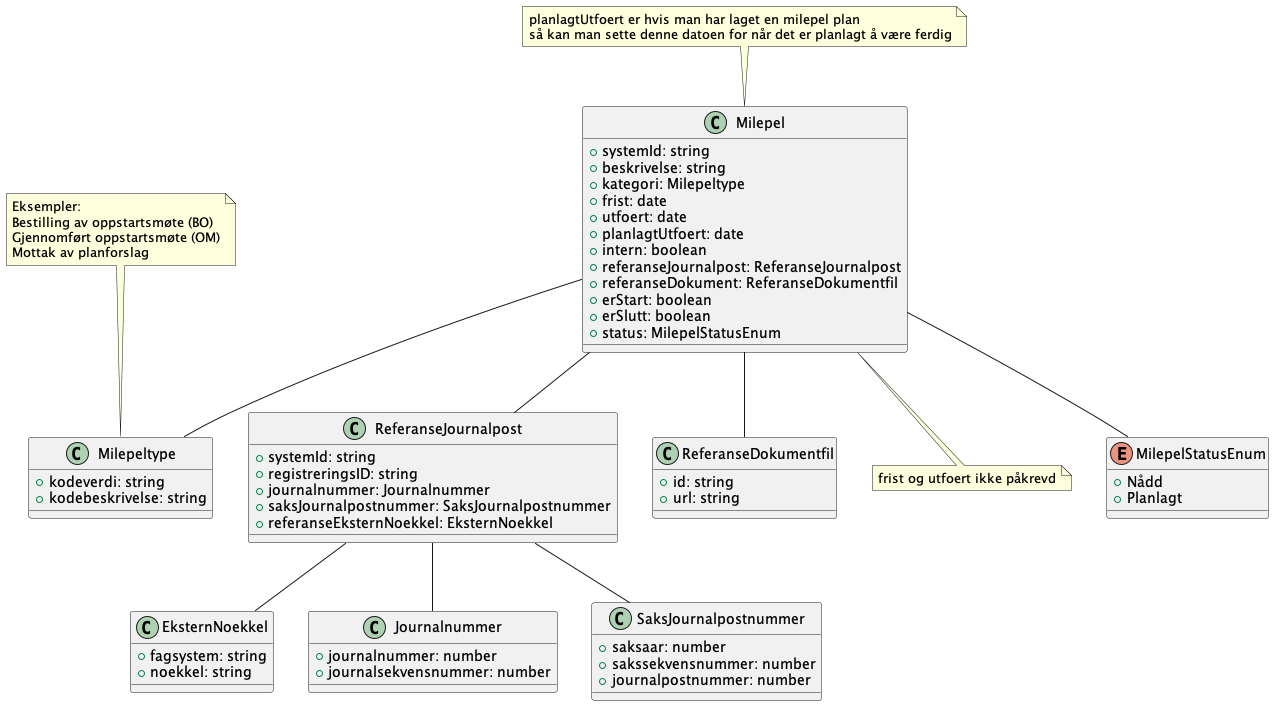 planlagtUtfoert er hvis man har laget en milepel plan
så kan man sette denne datoen for når det er planlagt å være ferdig
C Milepel
systemId: string
beskrivelse: string
kategori: Milepeltype
frist: date
utfoert: date
planlagtUtfoert: date
intern: boolean
referanseJournalpost: ReferanseJournalpost
referanseDokument: ReferanseDokumentfil
erStart: boolean
erSlutt: boolean
status: MilepelStatusEnum
Eksempler:
Bestilling av oppstartsmøte (BO)
Gjennomført oppstartsmøte (OM)
Mottak av planforslag
C Milepeltype
kodeverdi: string
kodebeskrivelse: string
C ReferanseJournalpost
systemId: string
registreringsID: string
journalnummer: Journalnummer
saksJournalpostnummer: SaksJournalpostnummer
referanseEksternNoekkel: EksternNoekkel
C ReferanseDokumentfil
id: string
url: string
frist og utfoert ikke påkrevd
E MilepelStatusEnum
Nådd
Planlagt
C EksternNoekkel
fagsystem: string
noekkel: string
C Journalnummer
journalnummer: number
journalsekvensnummer: number
C SaksJournalpostnummer
saksaar: number
sakssekvensnummer: number
journalpostnummer: number